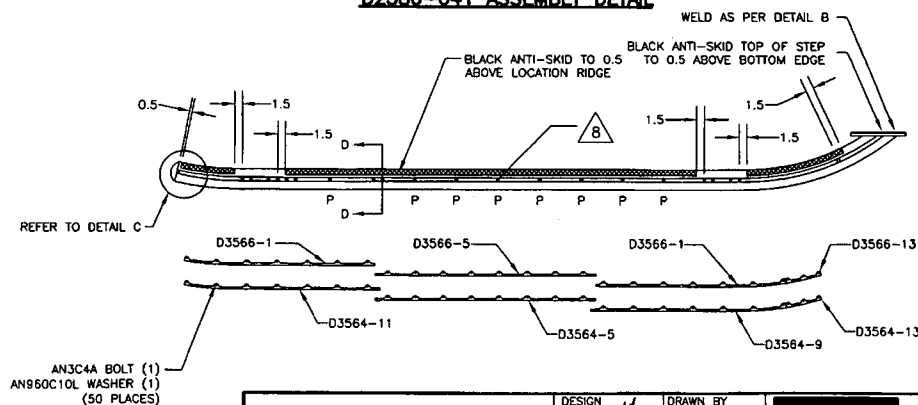 D2566-041 ASSEMBLY DETAIL
WELD AS PER DETAIL B
BLACK ANTI-SKID TO 0.5
ABOVE LOCATION RIDGE
BLACK ANTI-SKID TOP OF STEP
TO 0.5 ABOVE BOTTOM EDGE
0.5
1.5
1.5
1.5
1.5
1.5
8
D
D
P P P P P P P P
REFER TO DETAIL C
D3566-1
D3566-5
D3566-1
D3566-13
D3564-11
D3564-5
D3564-9
D3564-13
AN3C4A BOLT (1)
AN960C10L WASHER (1)
(50 PLACES)
DESIGN
DRAWN BY